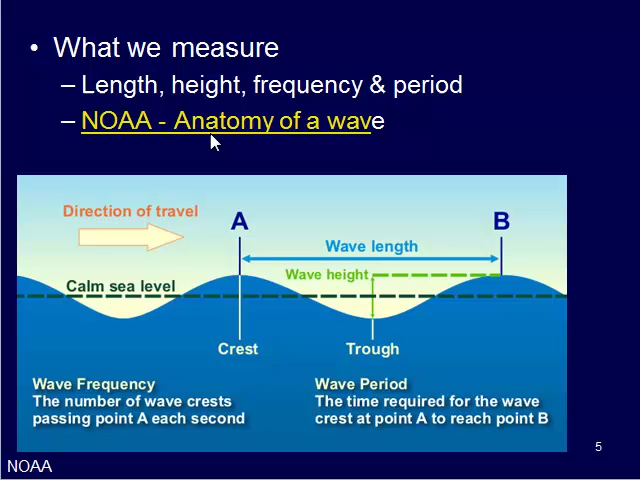 • What we measure
– Length, height, frequency & period
– NOAA - Anatomy of a wave
Direction of travel
A
B
Wave length
Wave height
Calm sea level
Crest
Trough
Wave Frequency
The number of wave crests
passing point A each second
Wave Period
The time required for the wave
crest at point A to reach point B
5
NOAA